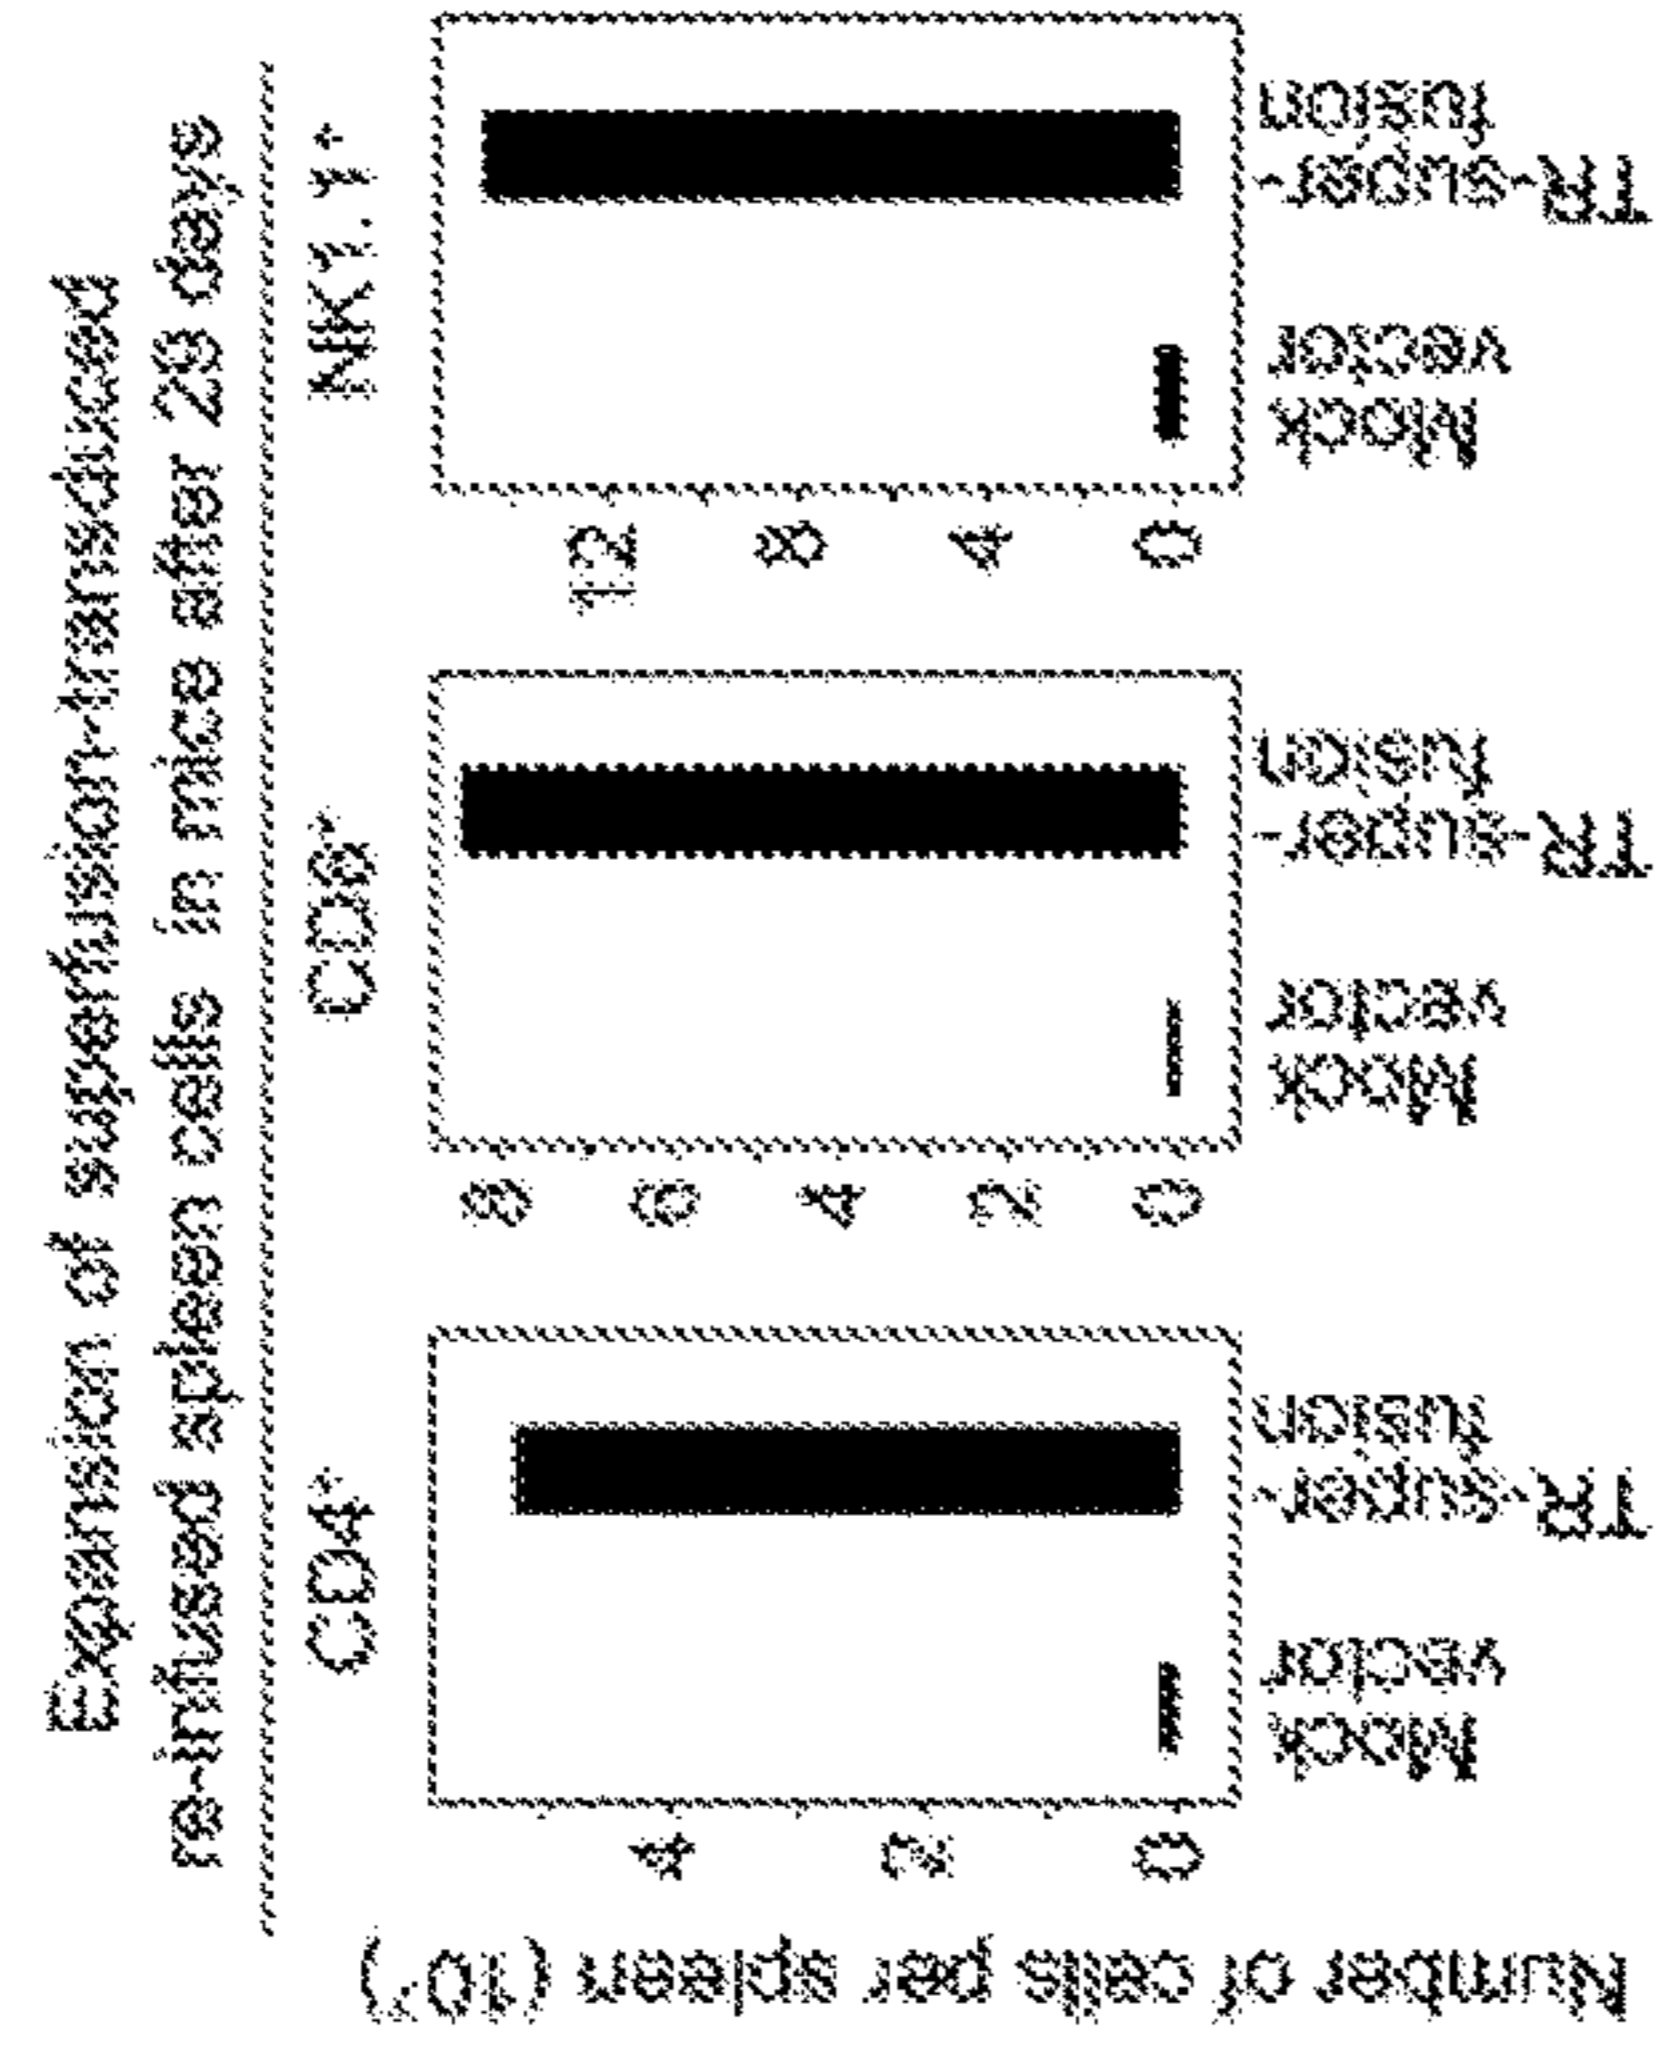 Expansion of superfusion-transduced
re-infused spleen cells in mice after 28 days
Number of cells per spleen (10⁷)
CD4⁺
4
2
0
Mock
vector
TR-super-
fusion
CD8⁺
8
6
4
2
0
Mock
vector
TR-super-
fusion
NK1.1⁺
12
8
4
0
Mock
vector
TR-super-
fusion